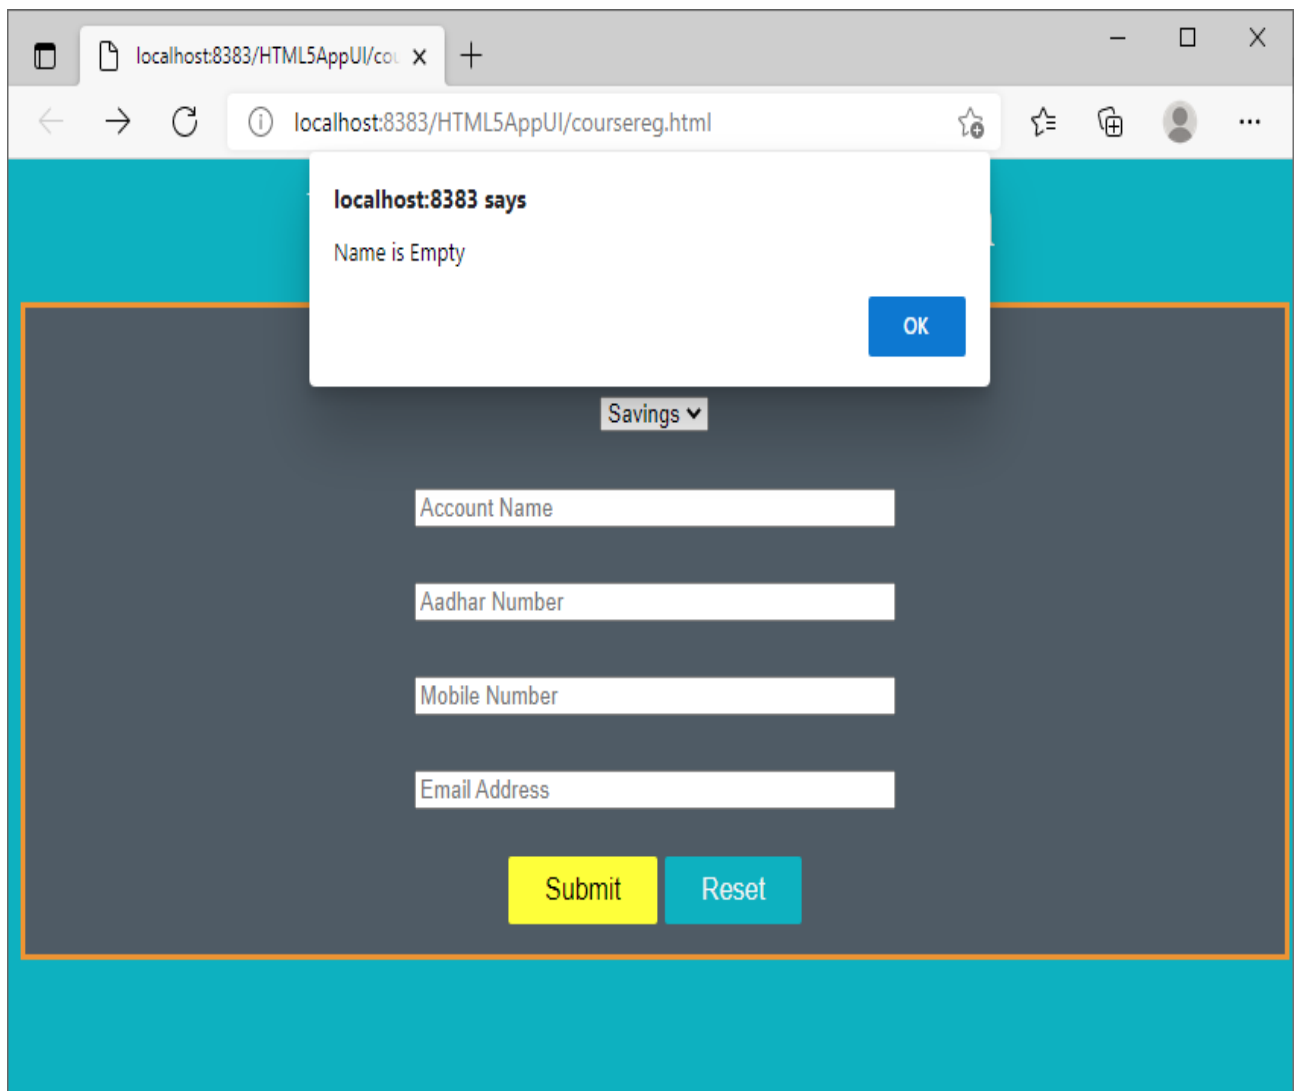 localhost:8383/HTML5AppUI/cou
localhost:8383/HTML5AppUI/coursereg.html
localhost:8383 says
Name is Empty
OK
Savings
Account Name
Aadhar Number
Mobile Number
Email Address
Submit
Reset